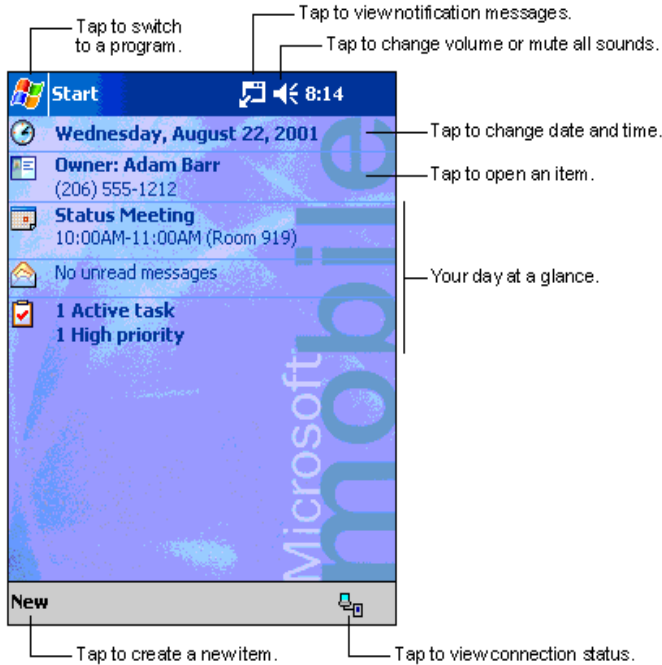 Tap to view notification messages.
Tap to switch
to a program.
Tap to change volume or mute all sounds.
Start
8:14
Wednesday, August 22, 2001
Tap to change date and time.
Owner: Adam Barr
(206) 555-1212
Tap to open an item.
Status Meeting
10:00AM-11:00AM (Room 919)
No unread messages
Your day at a glance.
1 Active task
1 High priority
Microsoft
mobile
New
Tap to create a new item.
Tap to view connection status.